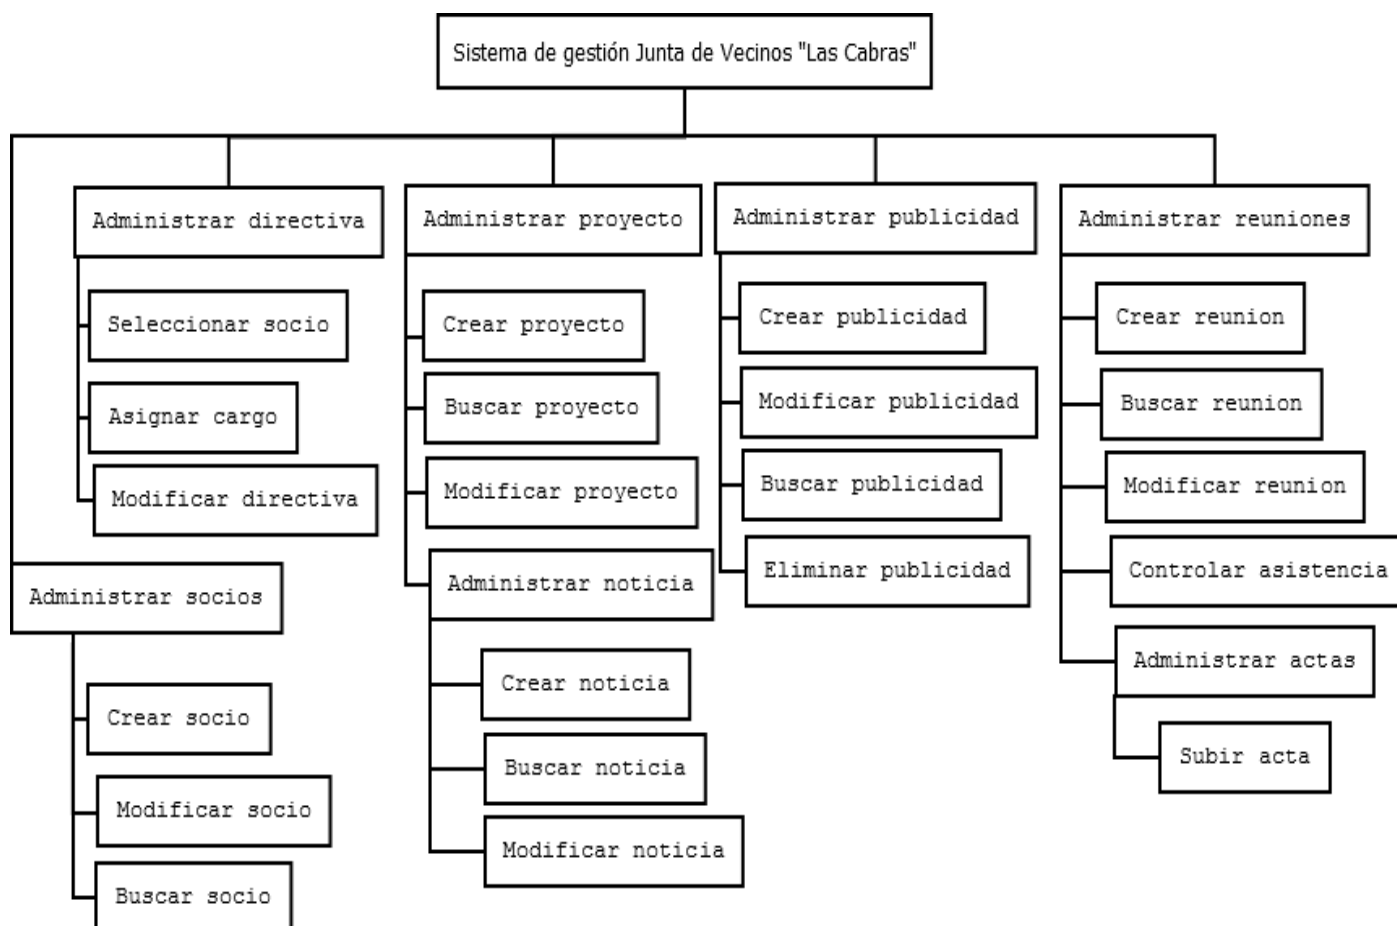 Sistema de gestión Junta de Vecinos "Las Cabras"
Administrar directiva
Seleccionar socio
Asignar cargo
Modificar directiva
Administrar socios
Crear socio
Modificar socio
Buscar socio
Administrar proyecto
Crear proyecto
Buscar proyecto
Modificar proyecto
Administrar noticia
Crear noticia
Buscar noticia
Modificar noticia
Administrar publicidad
Crear publicidad
Modificar publicidad
Buscar publicidad
Eliminar publicidad
Administrar reuniones
Crear reunion
Buscar reunion
Modificar reunion
Controlar asistencia
Administrar actas
Subir acta